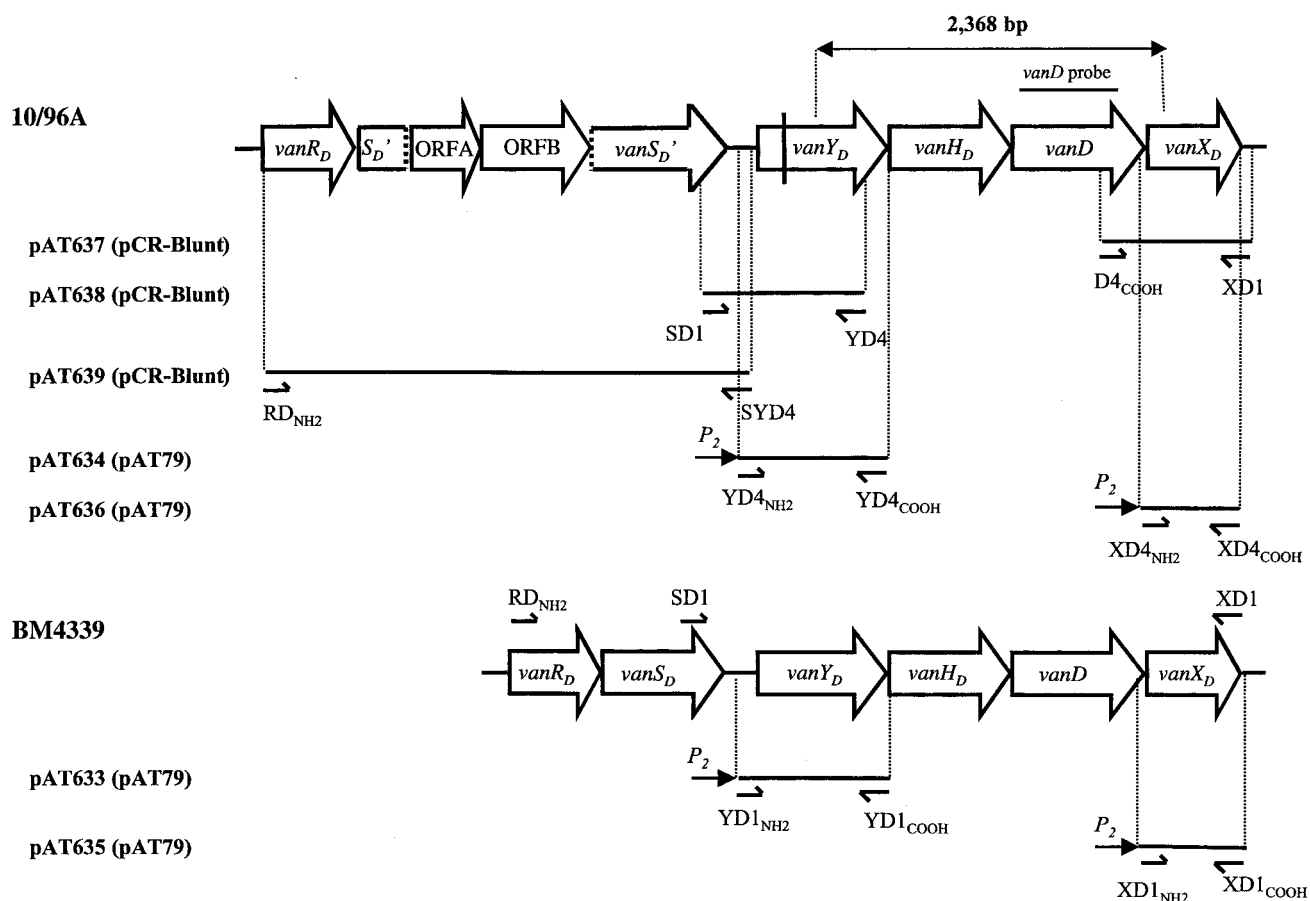 2,368 bp
vanD probe
10/96A
vanR_D S_D' ORFA ORFB vanS_D' vanY_D vanH_D vanD vanX_D
pAT637 (pCR-Blunt)
D4_COOH XD1
pAT638 (pCR-Blunt)
SD1 YD4
pAT639 (pCR-Blunt)
RD_NH2 SYD4
pAT634 (pAT79) P_2
YD4_NH2 YD4_COOH
pAT636 (pAT79) P_2
XD4_NH2 XD4_COOH
RD_NH2 SD1 XD1
BM4339
vanR_D vanS_D vanY_D vanH_D vanD vanX_D
pAT633 (pAT79) P_2
YD1_NH2 YD1_COOH
pAT635 (pAT79) P_2
XD1_NH2 XD1_COOH